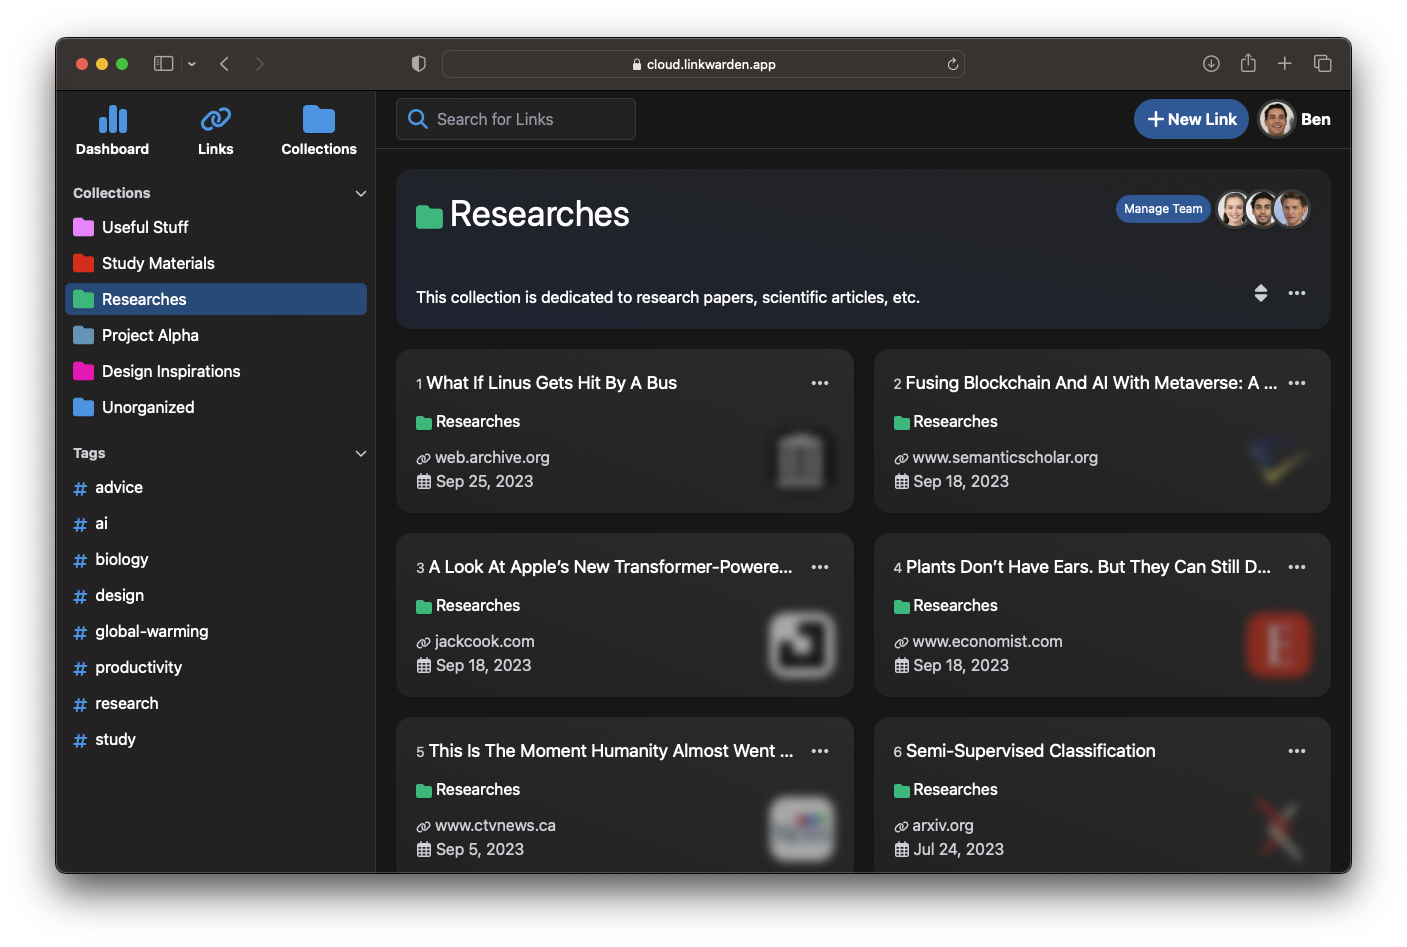 cloud.linkwarden.app
Dashboard
Links
Collections
Search for Links
+ New Link
Ben
Collections
Useful Stuff
Study Materials
Researches
Project Alpha
Design Inspirations
Unorganized
Tags
# advice
# ai
# biology
# design
# global-warming
# productivity
# research
# study
Researches
Manage Team
This collection is dedicated to research papers, scientific articles, etc.
1 What If Linus Gets Hit By A Bus
Researches
web.archive.org
Sep 25, 2023
2 Fusing Blockchain And AI With Metaverse: A ...
Researches
www.semanticscholar.org
Sep 18, 2023
3 A Look At Apple’s New Transformer-Powere...
Researches
jackcook.com
Sep 18, 2023
4 Plants Don’t Have Ears. But They Can Still D...
Researches
www.economist.com
Sep 18, 2023
E
5 This Is The Moment Humanity Almost Went ...
Researches
www.ctvnews.ca
Sep 5, 2023
6 Semi-Supervised Classification
Researches
arxiv.org
Jul 24, 2023